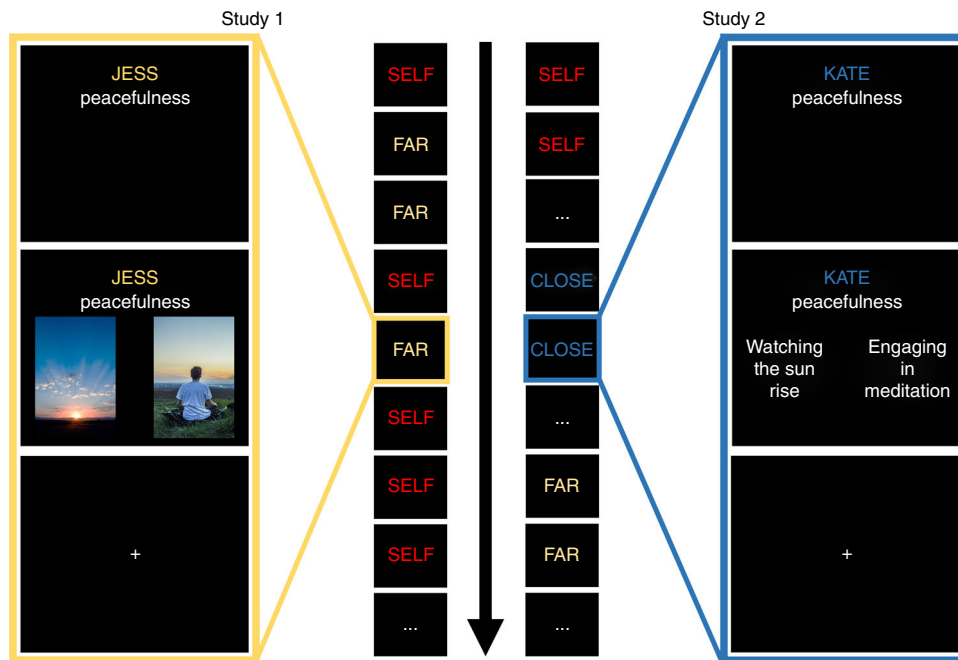 Study 1
Study 2
JESS
peacefulness
JESS
peacefulness
+
SELF
FAR
FAR
SELF
FAR
SELF
SELF
SELF
...
SELF
SELF
...
CLOSE
CLOSE
...
FAR
FAR
...
KATE
peacefulness
KATE
peacefulness
Watching
the sun
rise
Engaging
in
meditation
+